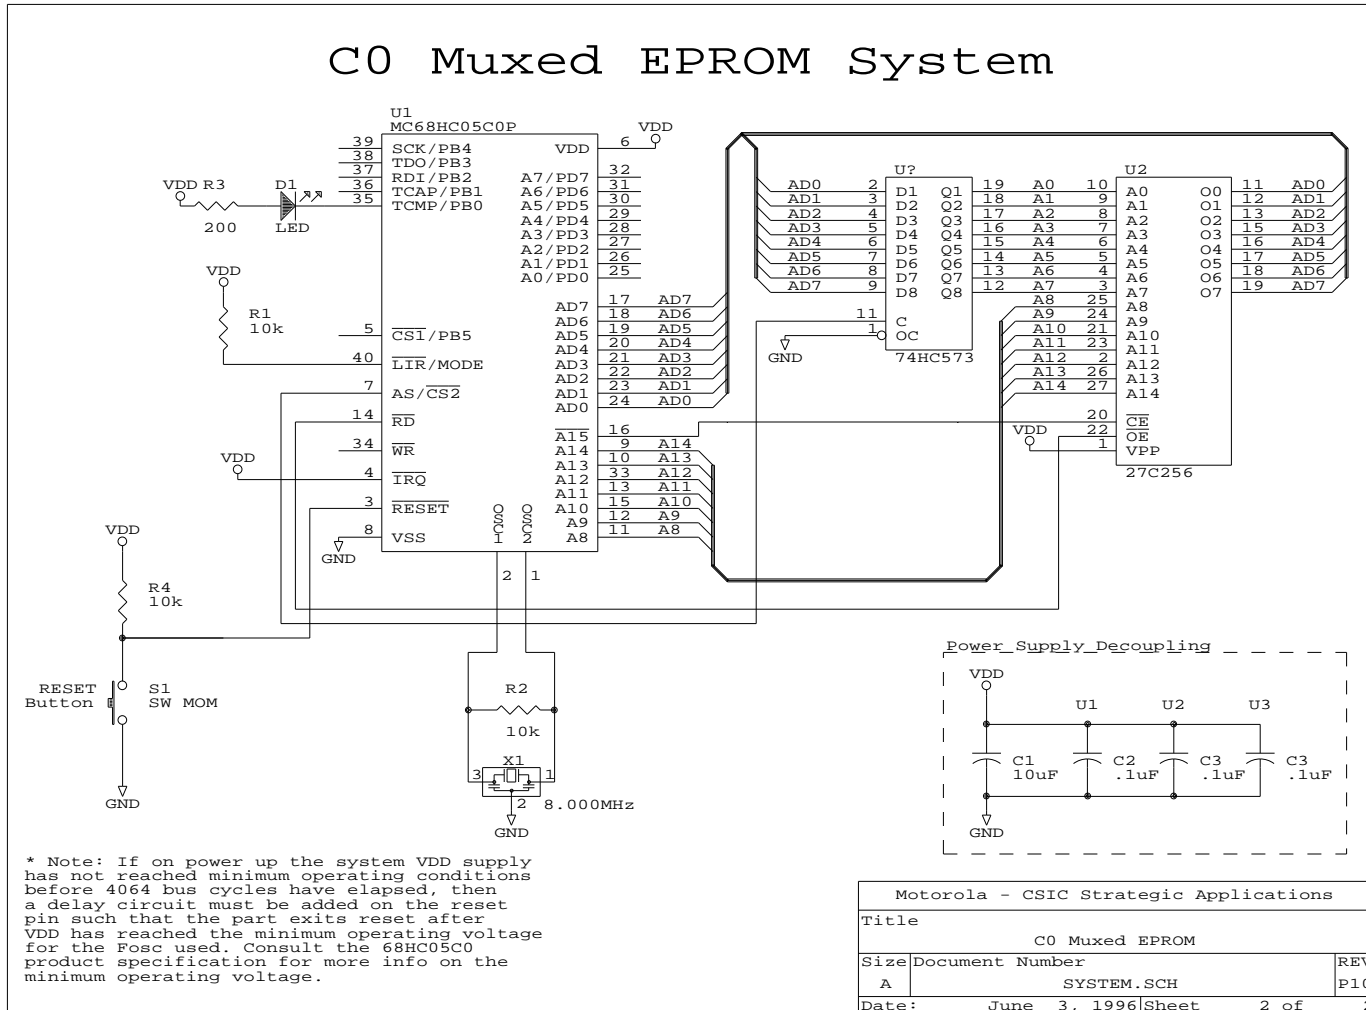 C0 Muxed EPROM System
U1
MC68HC05C0P
39 SCK/PB4
38 TDO/PB3
37 RDI/PB2
36 TCAP/PB1
35 TCMP/PB0
5 CS1/PB5
40 LIR/MODE
7 AS/CS2
14 RD
34 WR
4 IRQ
3 RESET
8 VSS
VDD 6 VDD
A7/PD7 32
A6/PD6 31
A5/PD5 30
A4/PD4 29
A3/PD3 28
A2/PD2 27
A1/PD1 26
A0/PD0 25
AD7 17 AD7
AD6 18 AD6
AD5 19 AD5
AD4 20 AD4
AD3 21 AD3
AD2 22 AD2
AD1 23 AD1
AD0 24 AD0
A15 16
A14 9 A14
A13 10 A13
A12 33 A12
A11 13 A11
A10 15 A10
A9 12 A9
A8 11 A8
OSC1
OSC2
2 1
VDD R3 D1
200 LED
VDD
R1
10k
VDD
GND
VDD
R4
10k
RESET
Button
S1
SW MOM
GND
R2
10k
X1
3 1
2 8.000MHz
GND
U?
AD0 2 D1 Q1 19 A0
AD1 3 D2 Q2 18 A1
AD2 4 D3 Q3 17 A2
AD3 5 D4 Q4 16 A3
AD4 6 D5 Q5 15 A4
AD5 7 D6 Q6 14 A5
AD6 8 D7 Q7 13 A6
AD7 9 D8 Q8 12 A7
11 C
1 OC
GND
74HC573
U2
10 A0 O0 11 AD0
9 A1 O1 12 AD1
8 A2 O2 13 AD2
7 A3 O3 15 AD3
6 A4 O4 16 AD4
5 A5 O5 17 AD5
4 A6 O6 18 AD6
3 A7 O7 19 AD7
A8 25 A8
A9 24 A9
A10 21 A10
A11 23 A11
A12 2 A12
A13 26 A13
A14 27 A14
20 CE
22 OE
VDD 1 VPP
27C256
Power Supply Decoupling
VDD
U1 U2 U3
C1 C2 C3 C3
10uF .1uF .1uF .1uF
GND
* Note: If on power up the system VDD supply
has not reached minimum operating conditions
before 4064 bus cycles have elapsed, then
a delay circuit must be added on the reset
pin such that the part exits reset after
VDD has reached the minimum operating voltage
for the Fosc used. Consult the 68HC05C0
product specification for more info on the
minimum operating voltage.
Motorola - CSIC Strategic Applications
Title
C0 Muxed EPROM
Size Document Number REV
A SYSTEM.SCH P10
Date: June 3, 1996 Sheet 2 of